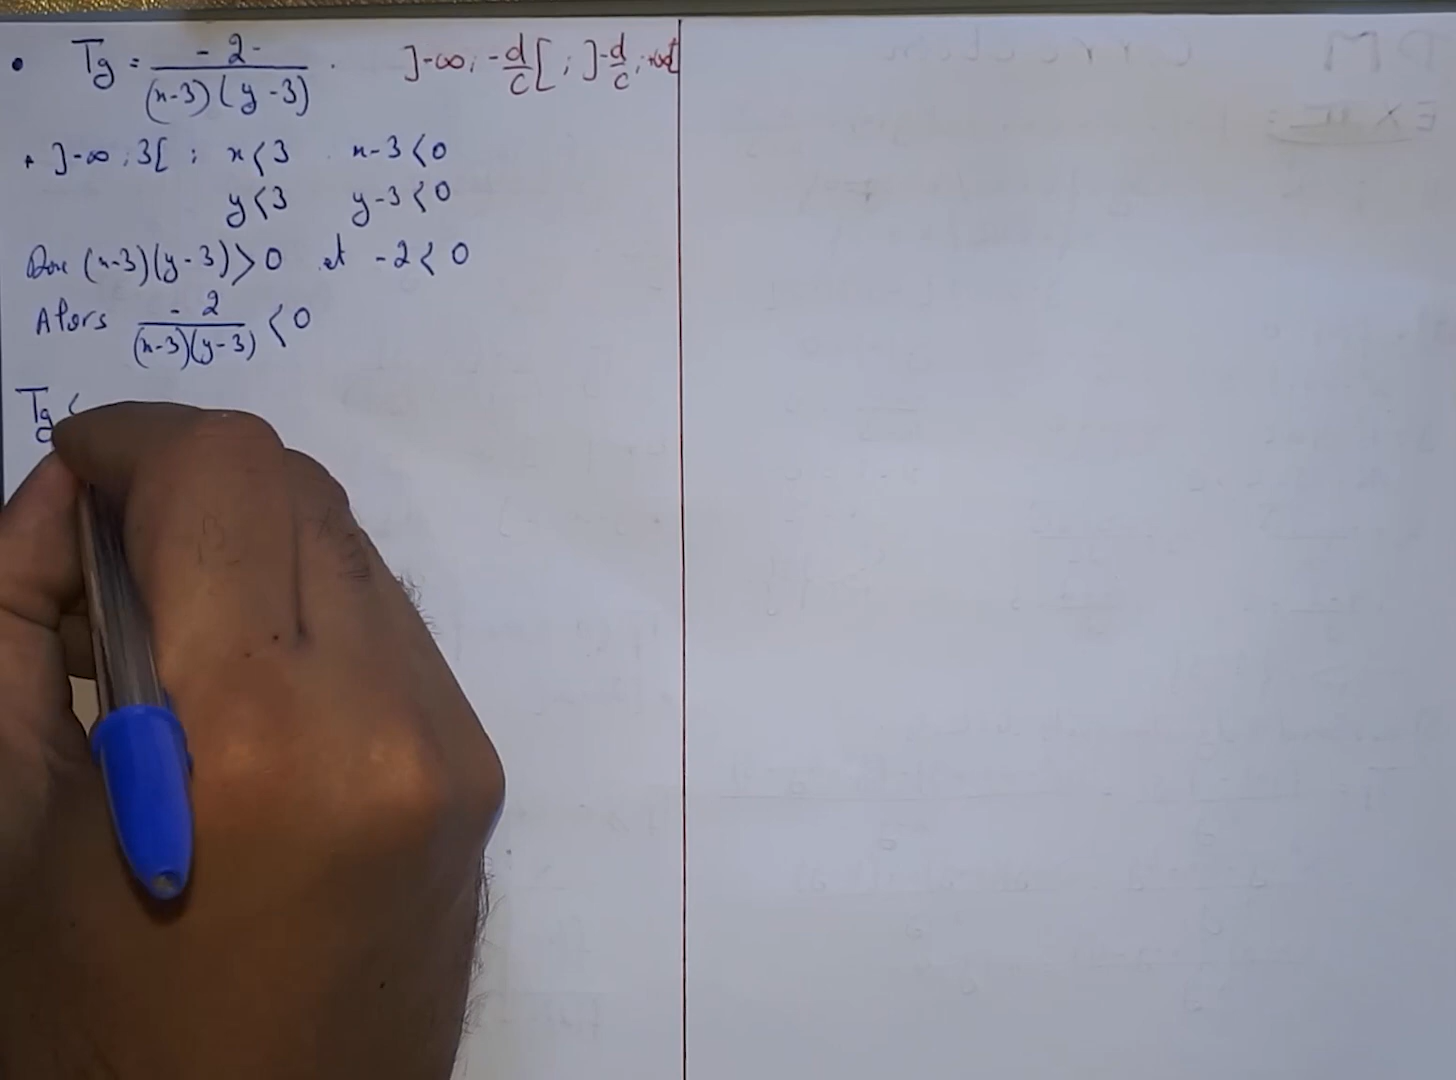 • Tg = -2 / (x-3)(y-3) . ]-∞; -d/c[ ; ]-d/c; +∞[
* ]-∞; 3[ : x<3 x-3<0
y<3 y-3<0
Donc (x-3)(y-3)>0 et -2<0
Alors -2 / (x-3)(y-3) <0
Tg <